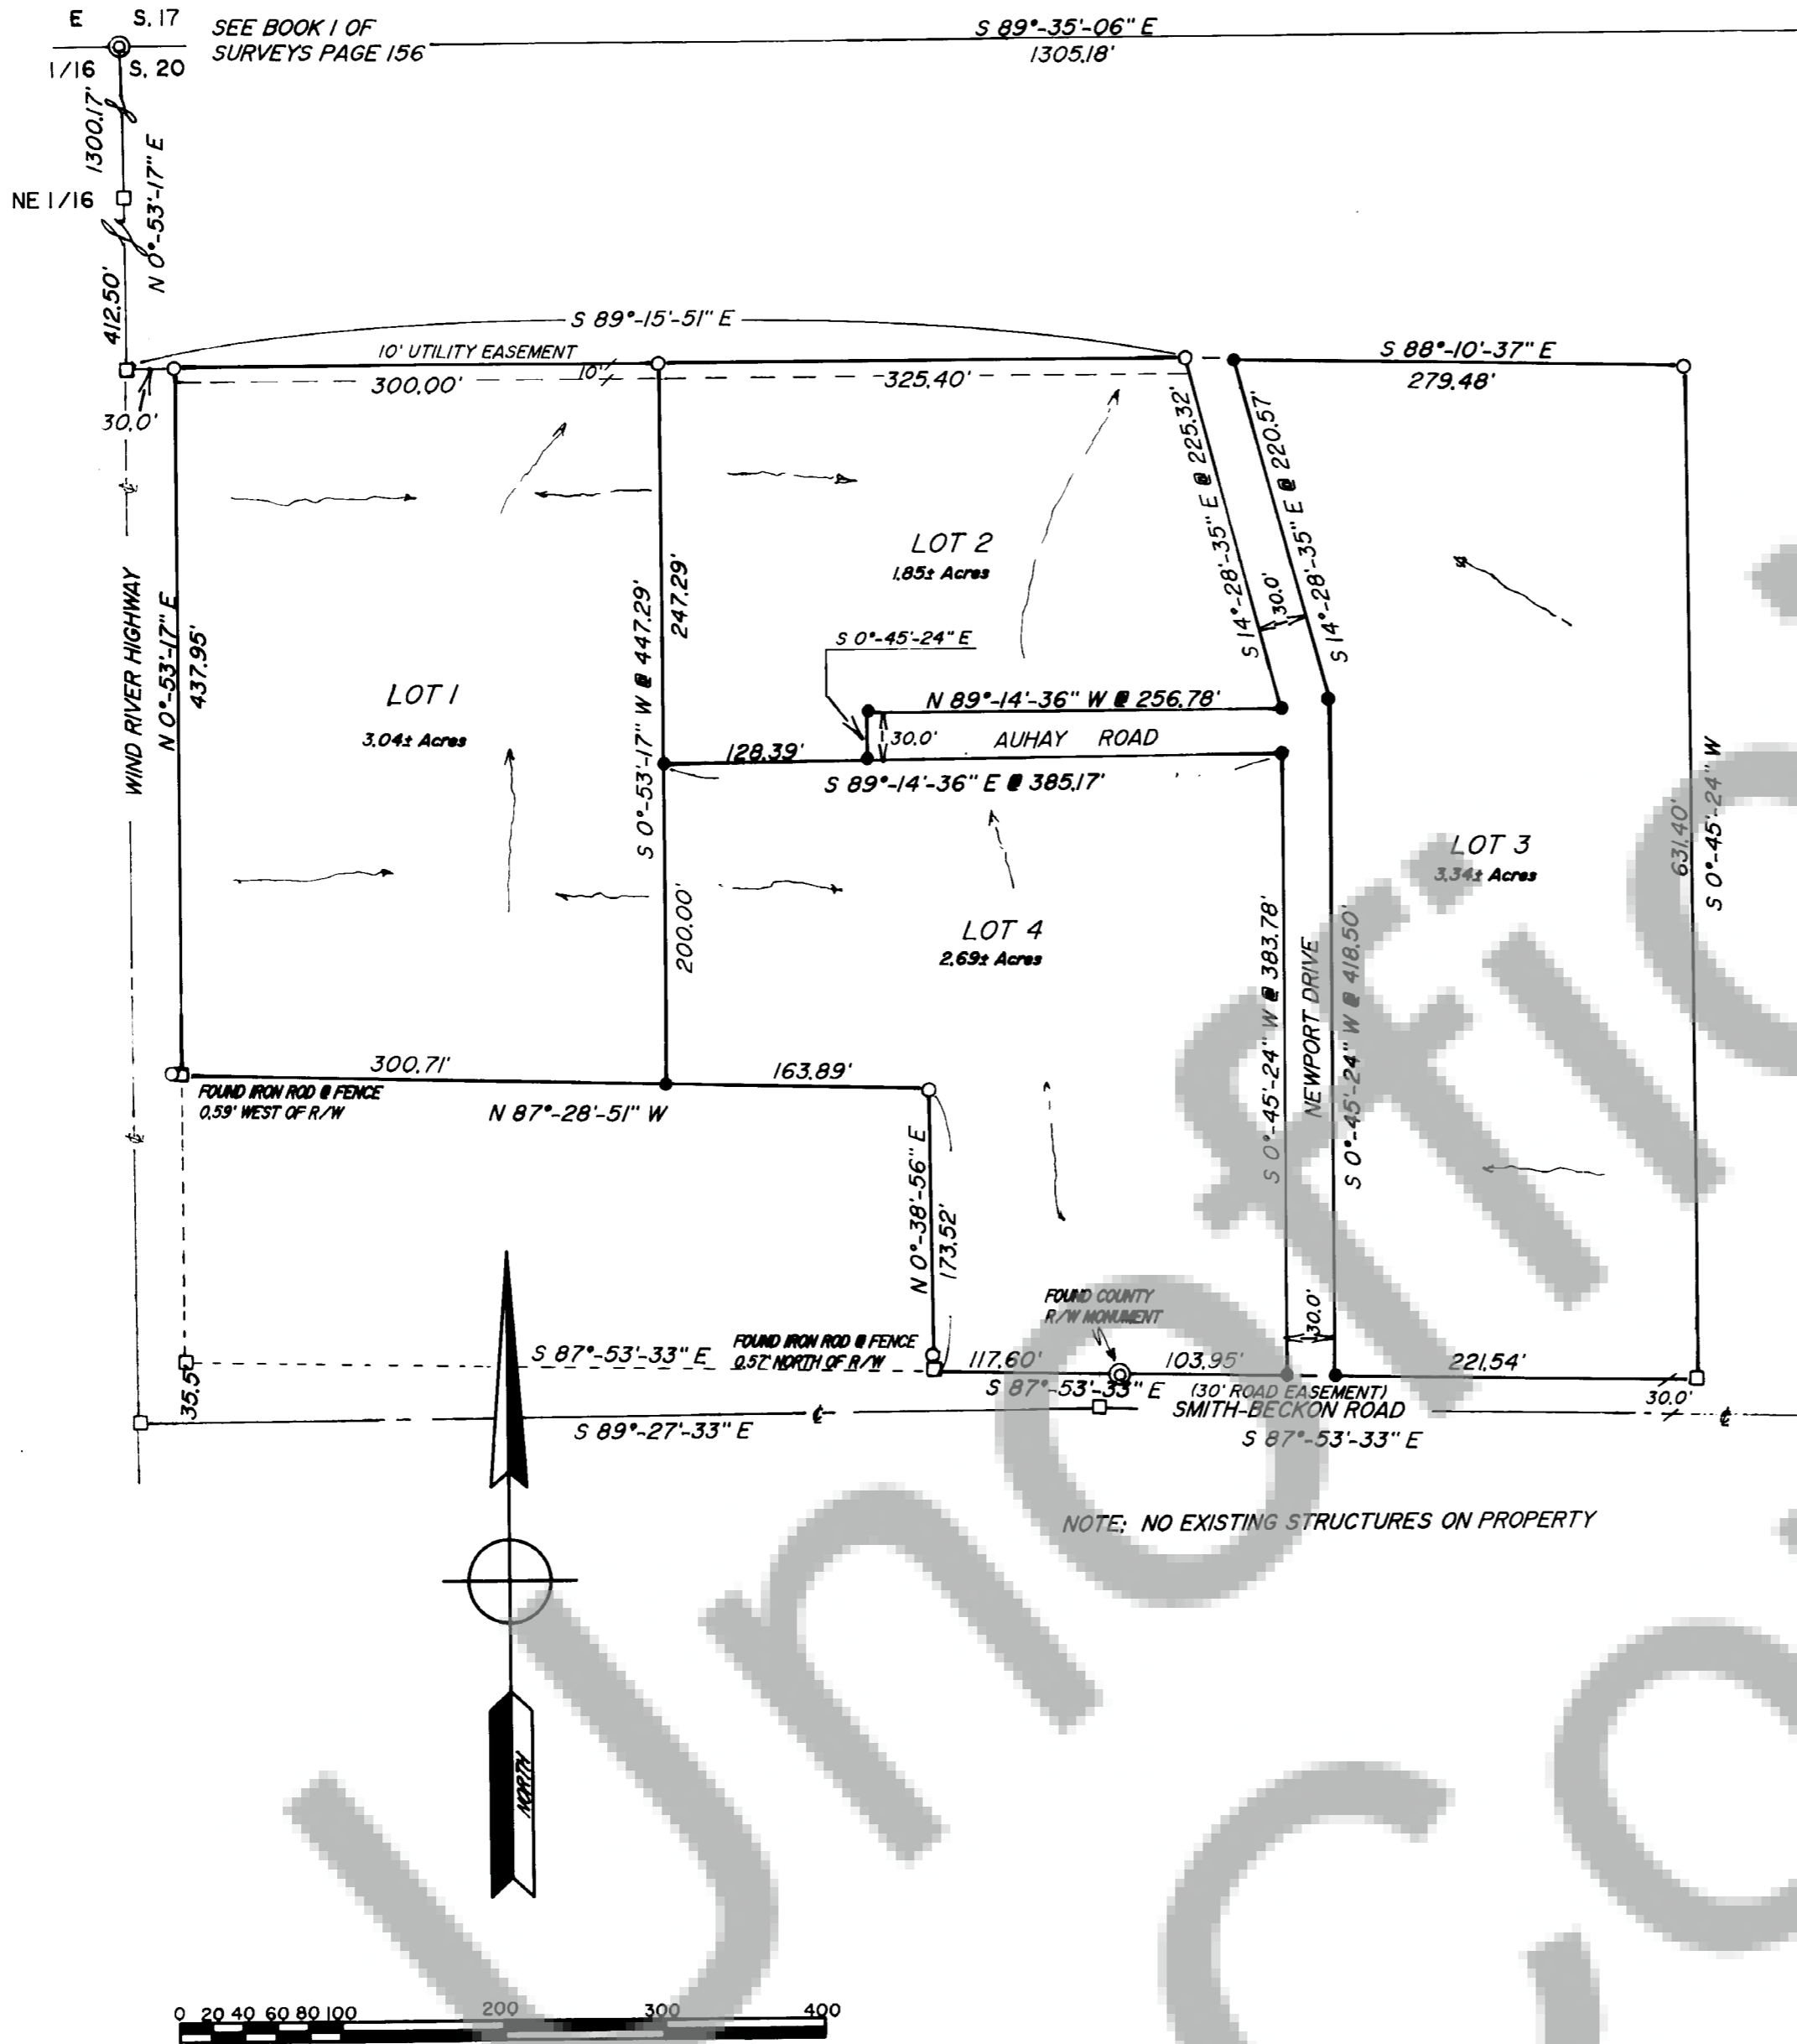 E S. 17
1/16 S. 20
SEE BOOK 1 OF
SURVEYS PAGE 156
S 89°-35'-06" E
1305.18'
1300.17'
N 0°-53'-17" E
NE 1/16
412.50'
S 89°-15'-51" E
10' UTILITY EASEMENT
10'
300.00'
325.40'
30.0'
S 88°-10'-37" E
279.48'
S 14°-28'-35" E @ 225.32'
S 14°-28'-35" E @ 220.57'
30.0'
WIND RIVER HIGHWAY
N 0°-53'-17" E
437.95'
LOT 1
3.04± Acres
S 0°-53'-17" W @ 447.29'
247.29'
LOT 2
1.85± Acres
S 0°-45'-24" E
N 89°-14'-36" W @ 256.78'
30.0'
AUHAY ROAD
128.39'
S 89°-14'-36" E @ 385.17'
200.00'
LOT 4
2.69± Acres
LOT 3
3.34± Acres
631.40'
S 0°-45'-24" W
S 0°-45'-24" W @ 383.78'
NEWPORT DRIVE
S 0°-45'-24" W @ 418.50'
300.71'
163.89'
FOUND IRON ROD @ FENCE
0.59' WEST OF R/W
N 87°-28'-51" W
N 0°-38'-56" E
173.52'
FOUND COUNTY
R/W MONUMENT
30.0'
S 87°-53'-33" E
FOUND IRON ROD @ FENCE
0.57' NORTH OF R/W
117.60'
103.95'
221.54'
S 87°-53'-33" E
(30' ROAD EASEMENT)
30.0'
35.5'
SMITH-BECKON ROAD
S 89°-27'-33" E
S 87°-53'-33" E
NOTE: NO EXISTING STRUCTURES ON PROPERTY
NORTH
0 20 40 60 80 100 200 300 400